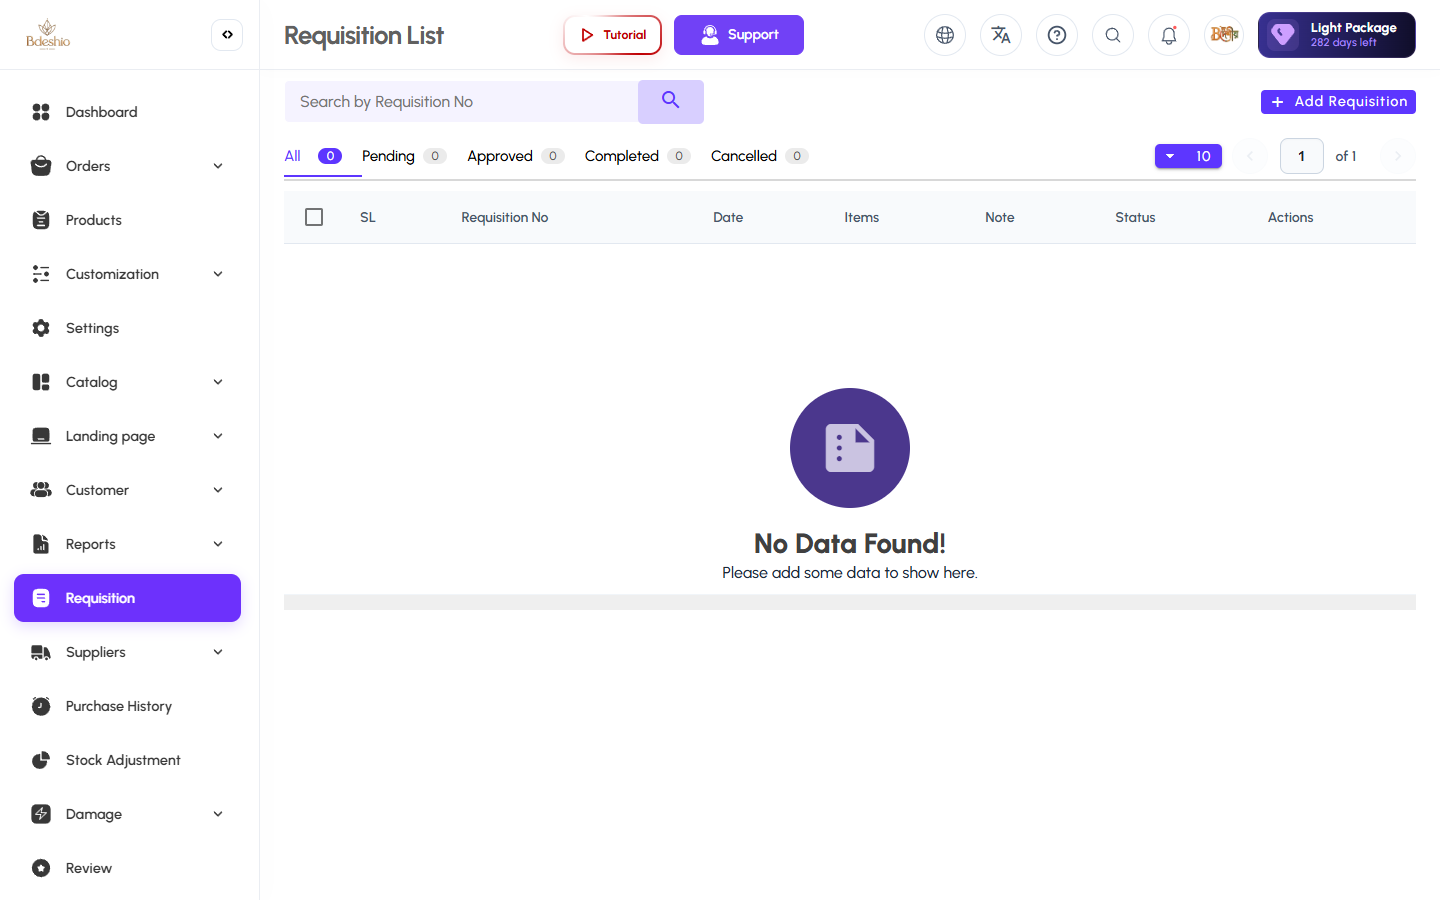 Bdeshio
Requisition List
Tutorial
Support
Light Package
282 days left
Dashboard
Orders
Products
Customization
Settings
Catalog
Landing page
Customer
Reports
Requisition
Suppliers
Purchase History
Stock Adjustment
Damage
Review
Search by Requisition No
+ Add Requisition
All 0 Pending 0 Approved 0 Completed 0 Cancelled 0
10 1 of 1
SL Requisition No Date Items Note Status Actions
No Data Found!
Please add some data to show here.